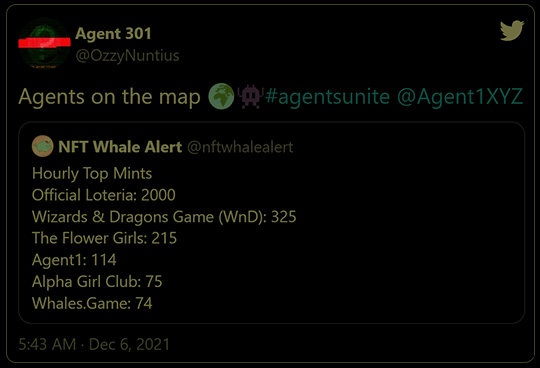 Agent 301
@OzzyNuntius
Agents on the map 🌍👾#agentsunite @Agent1XYZ
NFT Whale Alert @nftwhalealert
Hourly Top Mints
Official Loteria: 2000
Wizards & Dragons Game (WnD): 325
The Flower Girls: 215
Agent1: 114
Alpha Girl Club: 75
Whales.Game: 74
5:43 AM · Dec 6, 2021